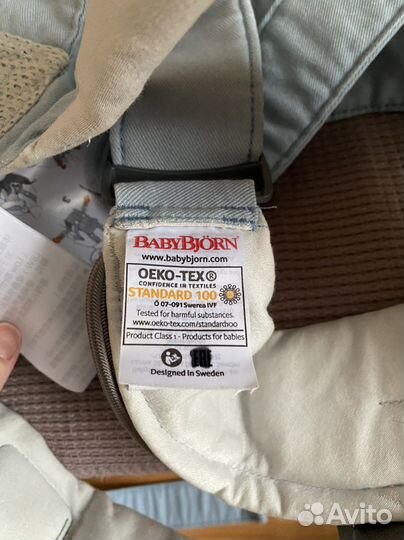 BABYBJÖRN
www.babybjorn.com
OEKO-TEX®
CONFIDENCE IN TEXTILES
STANDARD 100
Ö 07-091 Swerea IVF
Tested for harmful substances.
www.oeko-tex.com/standard100
Product Class 1 - Products for babies
EAC
Designed in Sweden
Avito